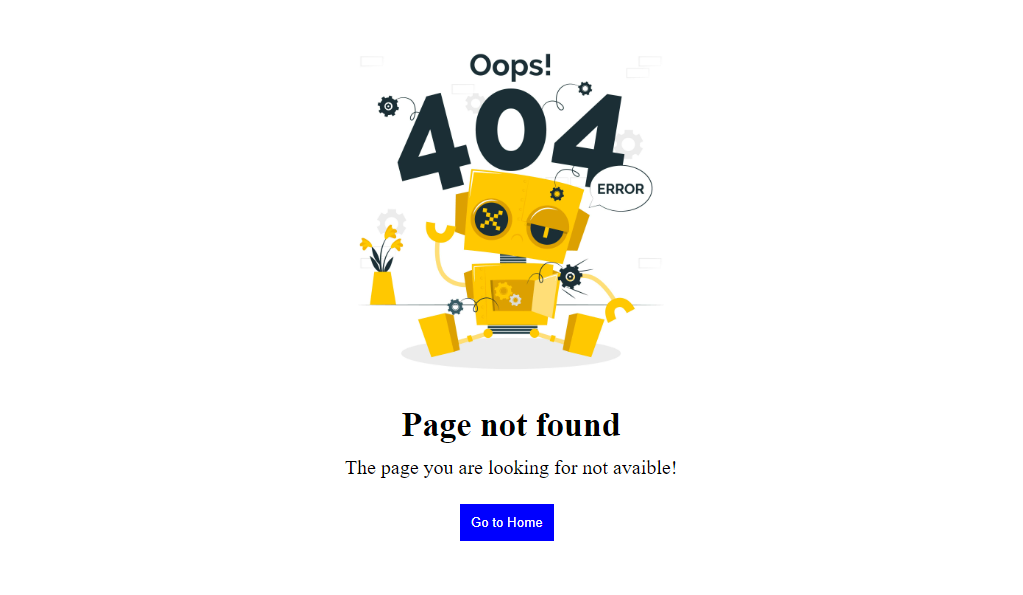 Oops!
404
ERROR
Page not found
The page you are looking for not avaible!
Go to Home